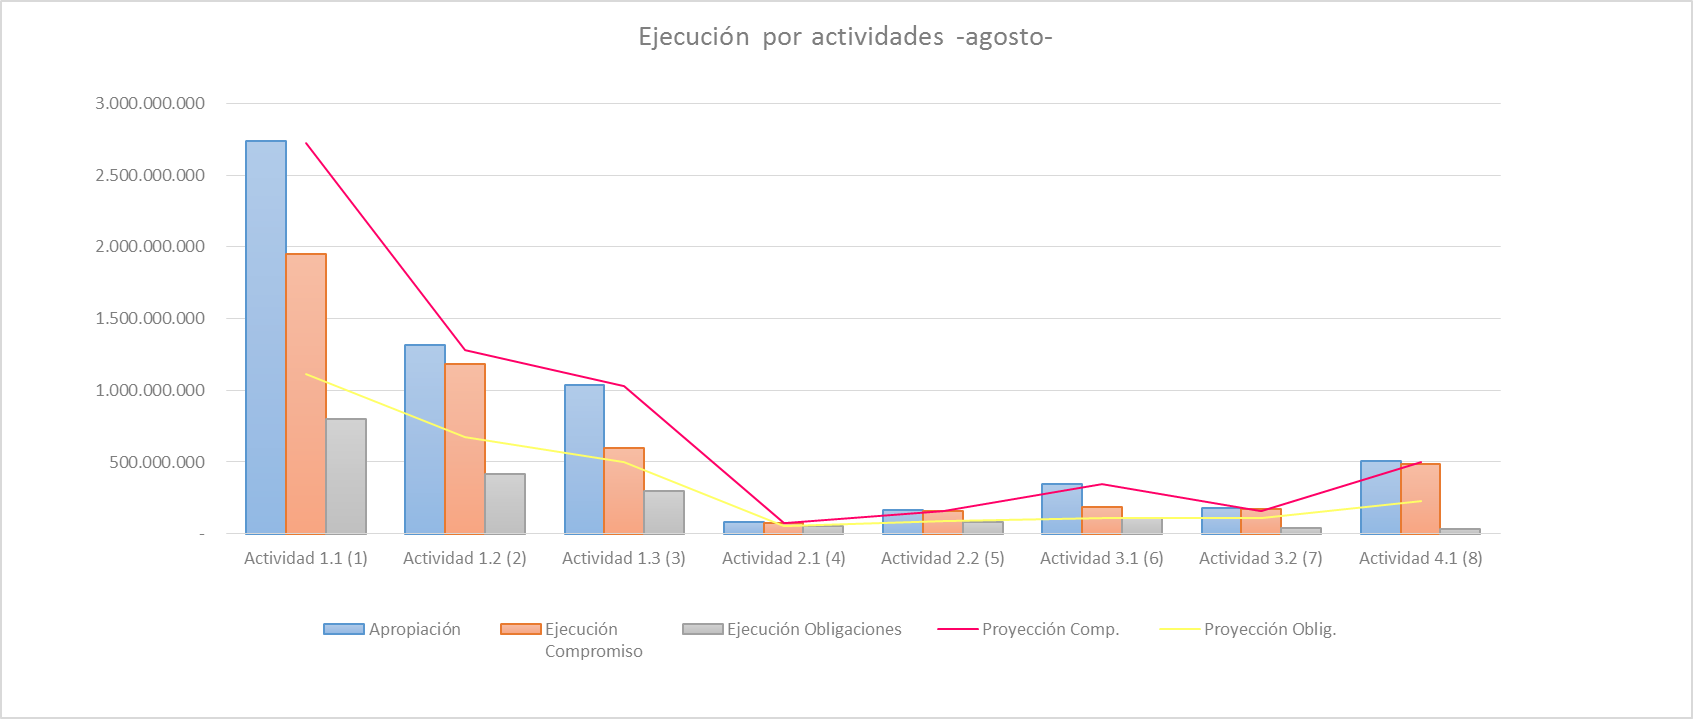 Ejecución por actividades -agosto-
3.000.000.000
2.500.000.000
2.000.000.000
1.500.000.000
1.000.000.000
500.000.000
-
Actividad 1.1 (1) Actividad 1.2 (2) Actividad 1.3 (3) Actividad 2.1 (4) Actividad 2.2 (5) Actividad 3.1 (6) Actividad 3.2 (7) Actividad 4.1 (8)
Apropiación Ejecución Ejecución Obligaciones Proyección Comp. Proyección Oblig.
Compromiso